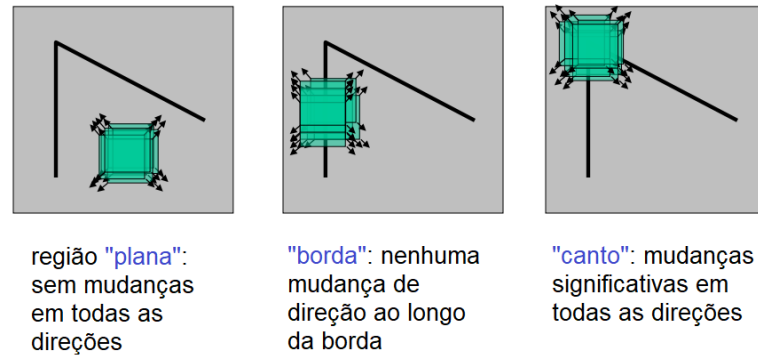 região "plana":
sem mudanças
em todas as
direções
"borda": nenhuma
mudança de
direção ao longo
da borda
"canto": mudanças
significativas em
todas as direções